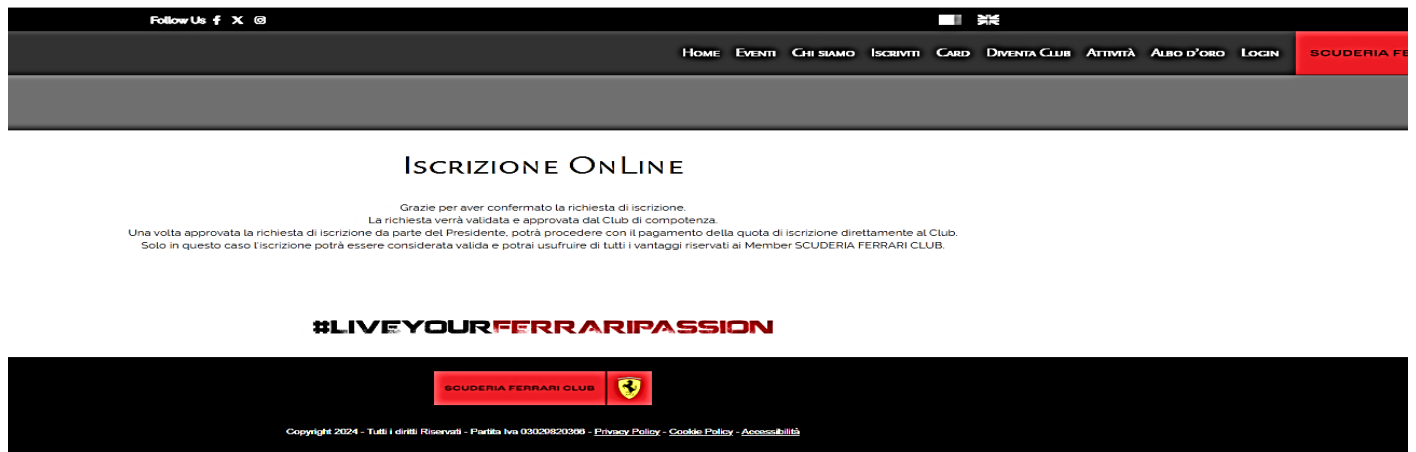 Follow Us
Home Eventi Chi siamo Iscriviti Card Diventa Club Attività Albo d'oro Login SCUDERIA FE
Iscrizione OnLine
Grazie per aver confermato la richiesta di iscrizione.
La richiesta verrà validata e approvata dal Club di compotenza.
Una volta approvata la richiesta di iscrizione da parte del Presidente, potrà procedere con il pagamento della quota di iscrizione direttamente al Club.
Solo in questo caso l'iscrizione potrà essere considerata valida e potrai usufruire di tutti i vantaggi riservati ai Member SCUDERIA FERRARI CLUB.
#LIVEYOURFERRARIPASSION
SCUDERIA FERRARI CLUB
Copyright 2024 - Tutti i diritti Riservati - Partita Iva 03029820366 - Privacy Policy - Cookie Policy - Accessibilità